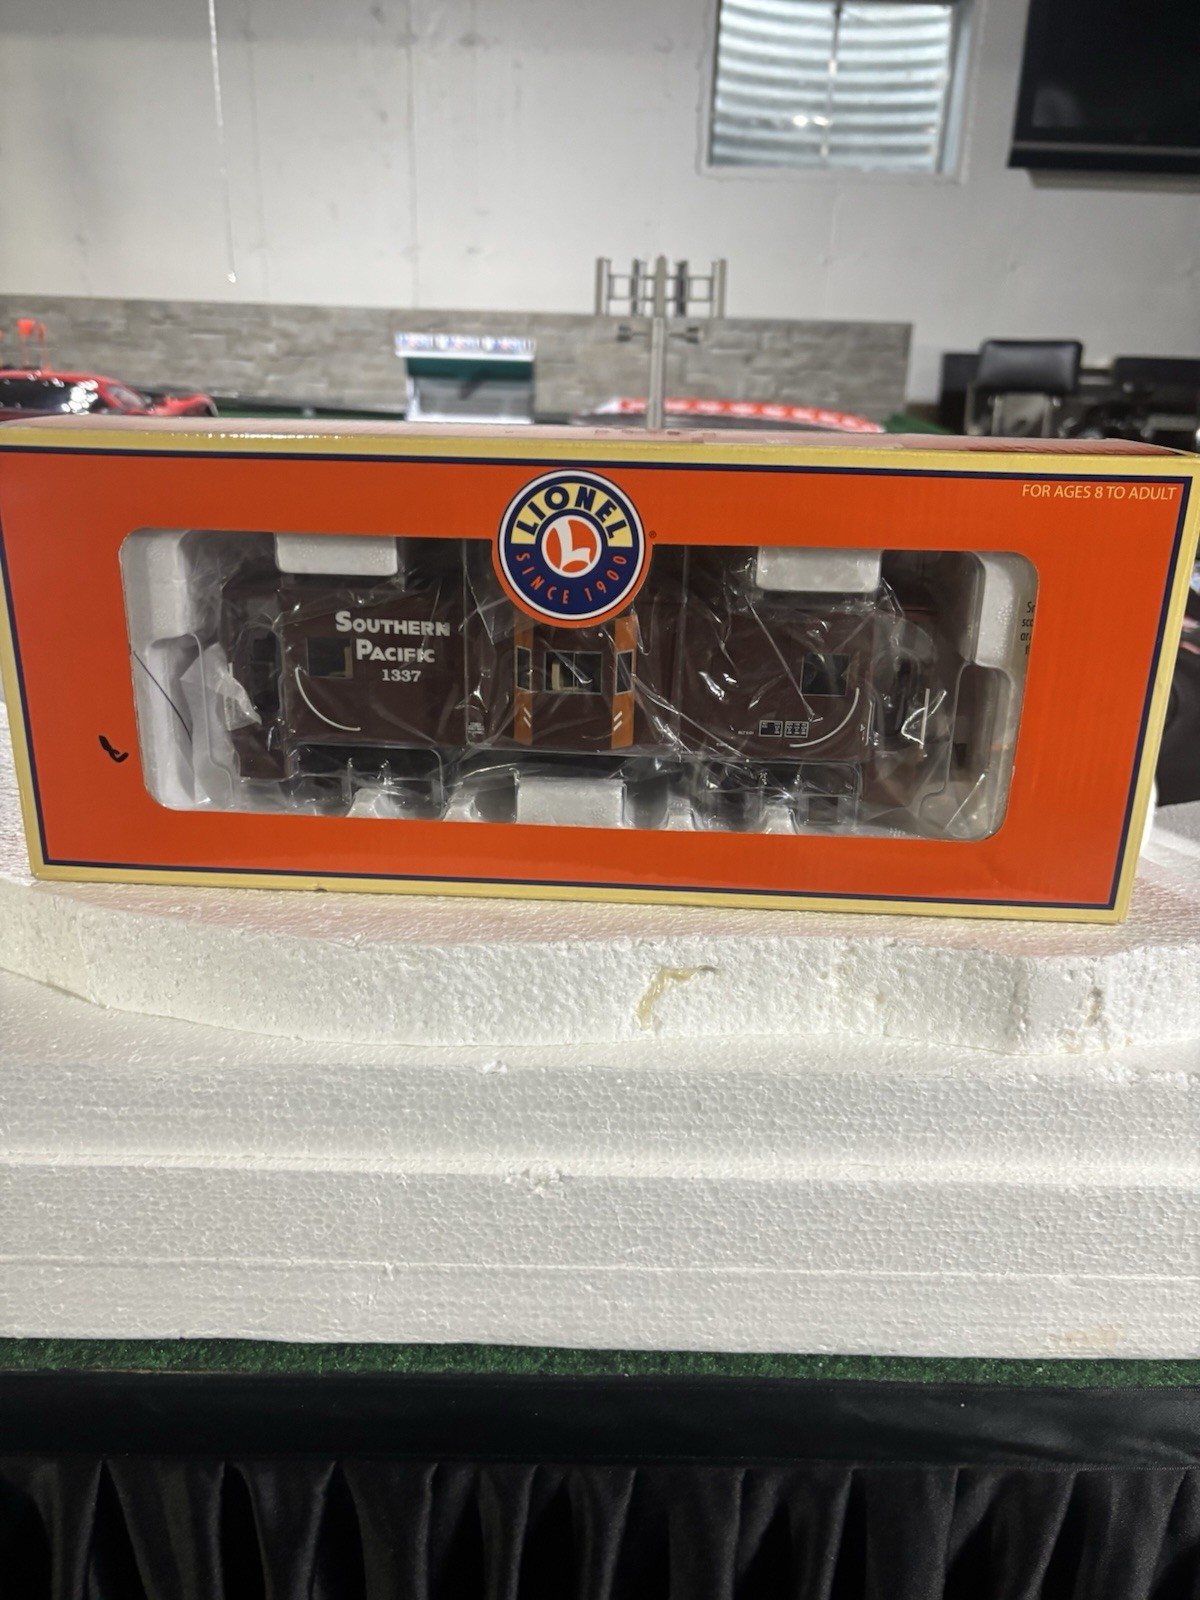 FOR AGES 8 TO ADULT
LIONEL
L
SINCE 1900
®
SOUTHERN
PACIFIC
1337